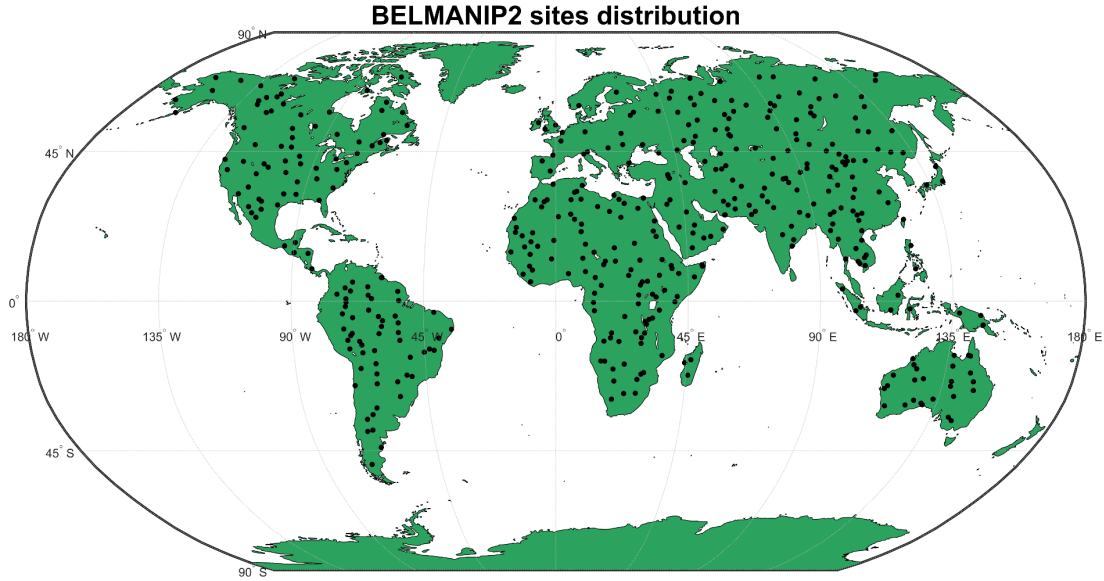 BELMANIP2 sites distribution
90° N
45° N
0°
180° W
135° W
90° W
45° W
0°
45° E
90° E
135° E
180° E
45° S
90° S